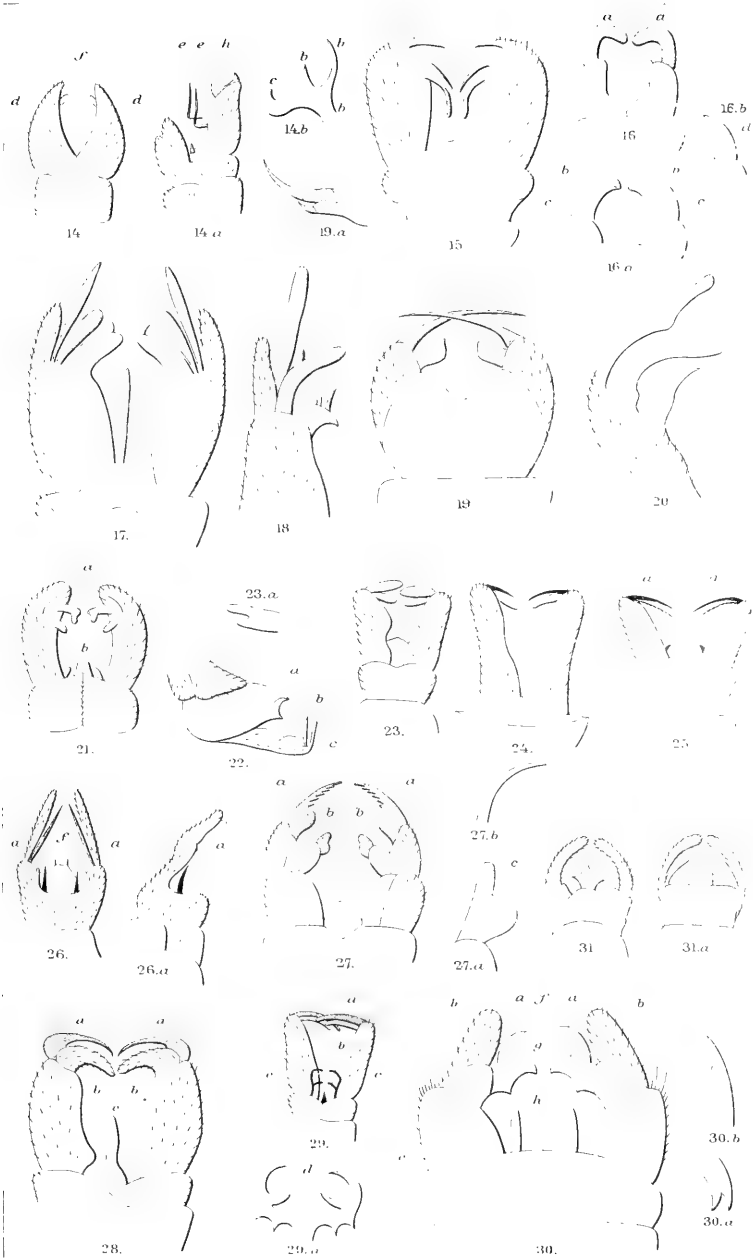 f
d
14
e e h
d
14.a
b
b
c
b
14.b
19.a
15
a a
16
16.b
d
b b
c c
16.a
17.
18
19
20
a
b
21.
23.a
a
b
c
22.
23.
24.
a a
25
a f a
26.
a
26.a
a a
b b
27.
27.b
c
27.a
31
31.a
a a
b b
c
28.
a
b
c c
29.
d
29.a
b a f a b
g
h
c
30.
30.b
30.a